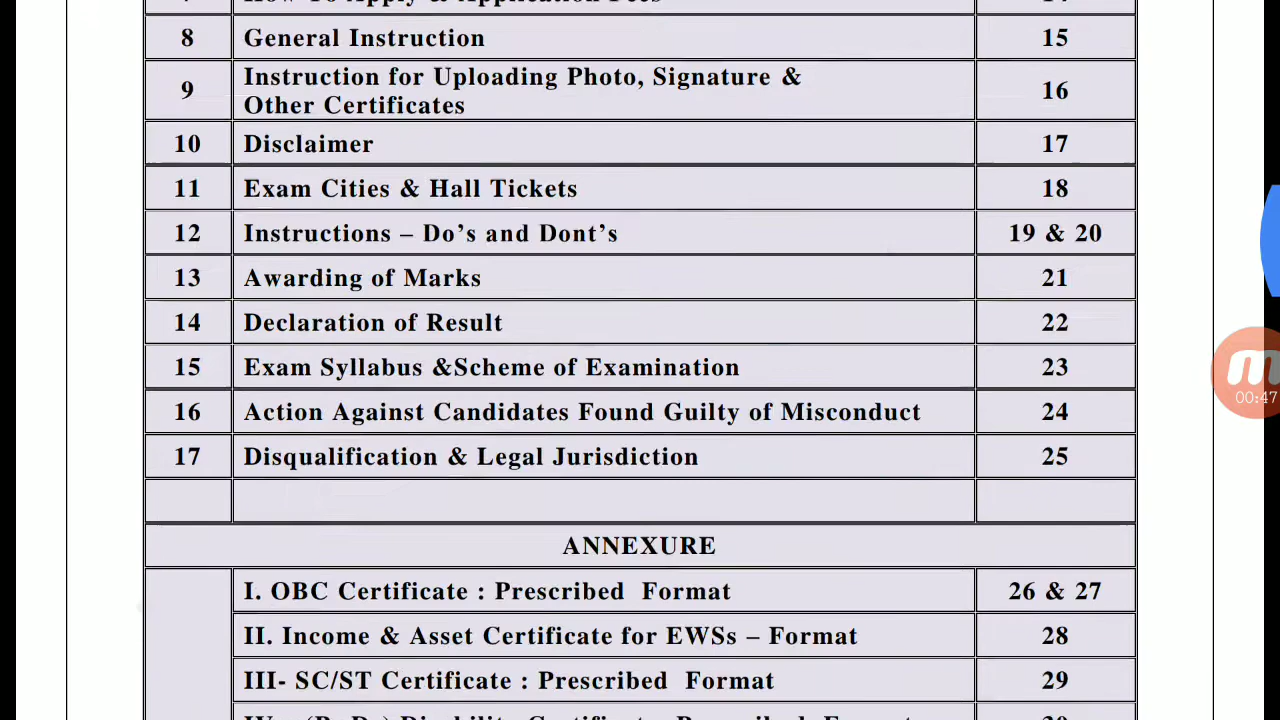 8 General Instruction 15
9 Instruction for Uploading Photo, Signature & 16
Other Certificates
10 Disclaimer 17
11 Exam Cities & Hall Tickets 18
12 Instructions – Do’s and Dont’s 19 & 20
13 Awarding of Marks 21
14 Declaration of Result 22
15 Exam Syllabus &Scheme of Examination 23
16 Action Against Candidates Found Guilty of Misconduct 24
17 Disqualification & Legal Jurisdiction 25
ANNEXURE
I. OBC Certificate : Prescribed Format 26 & 27
II. Income & Asset Certificate for EWSs – Format 28
III- SC/ST Certificate : Prescribed Format 29
00:47